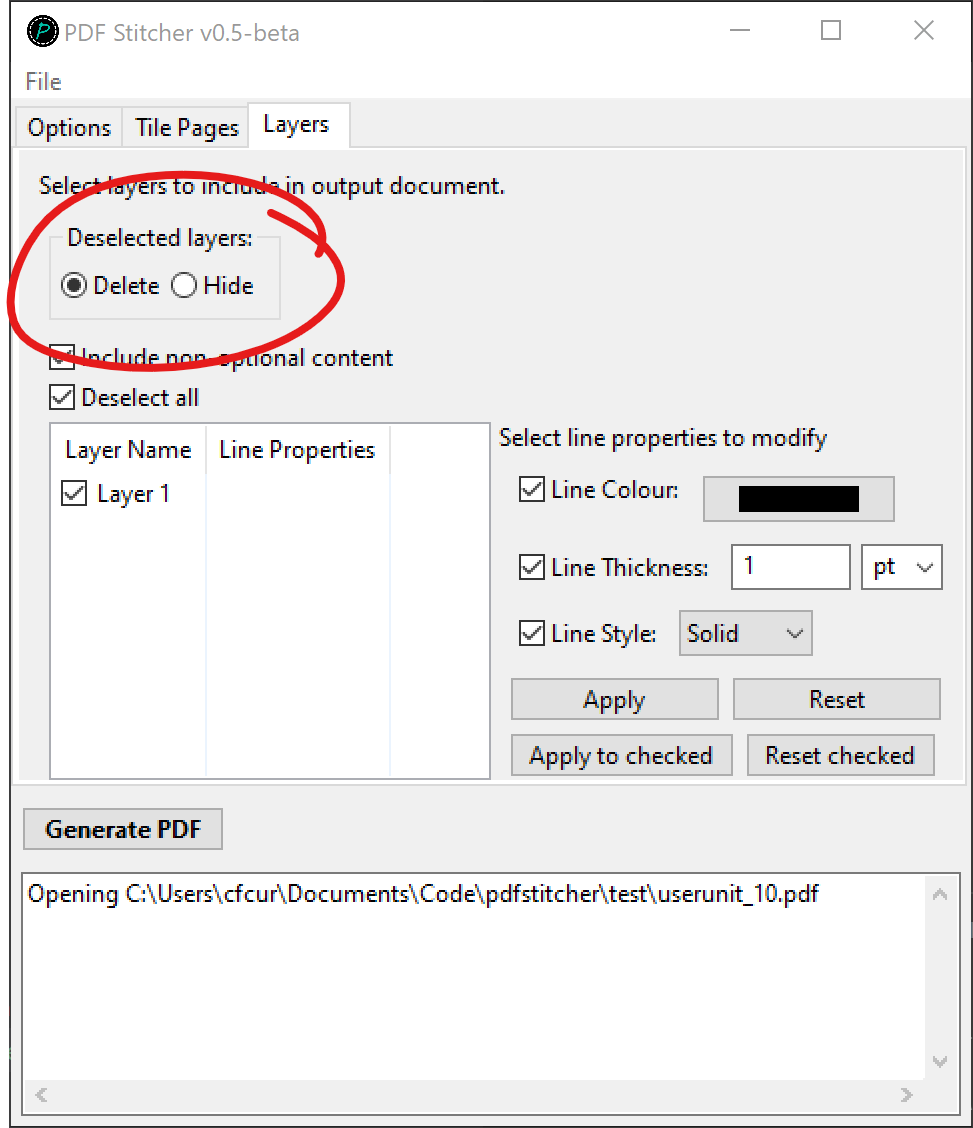 PDF Stitcher v0.5-beta
File
Options Tile Pages Layers
Select layers to include in output document.
Deselected layers:
Delete Hide
Include non-optional content
Deselect all
Layer Name Line Properties
Layer 1
Select line properties to modify
Line Colour:
Line Thickness: 1 pt
Line Style: Solid
Apply Reset
Apply to checked Reset checked
Generate PDF
Opening C:\Users\cfcur\Documents\Code\pdfstitcher\test\userunit_10.pdf